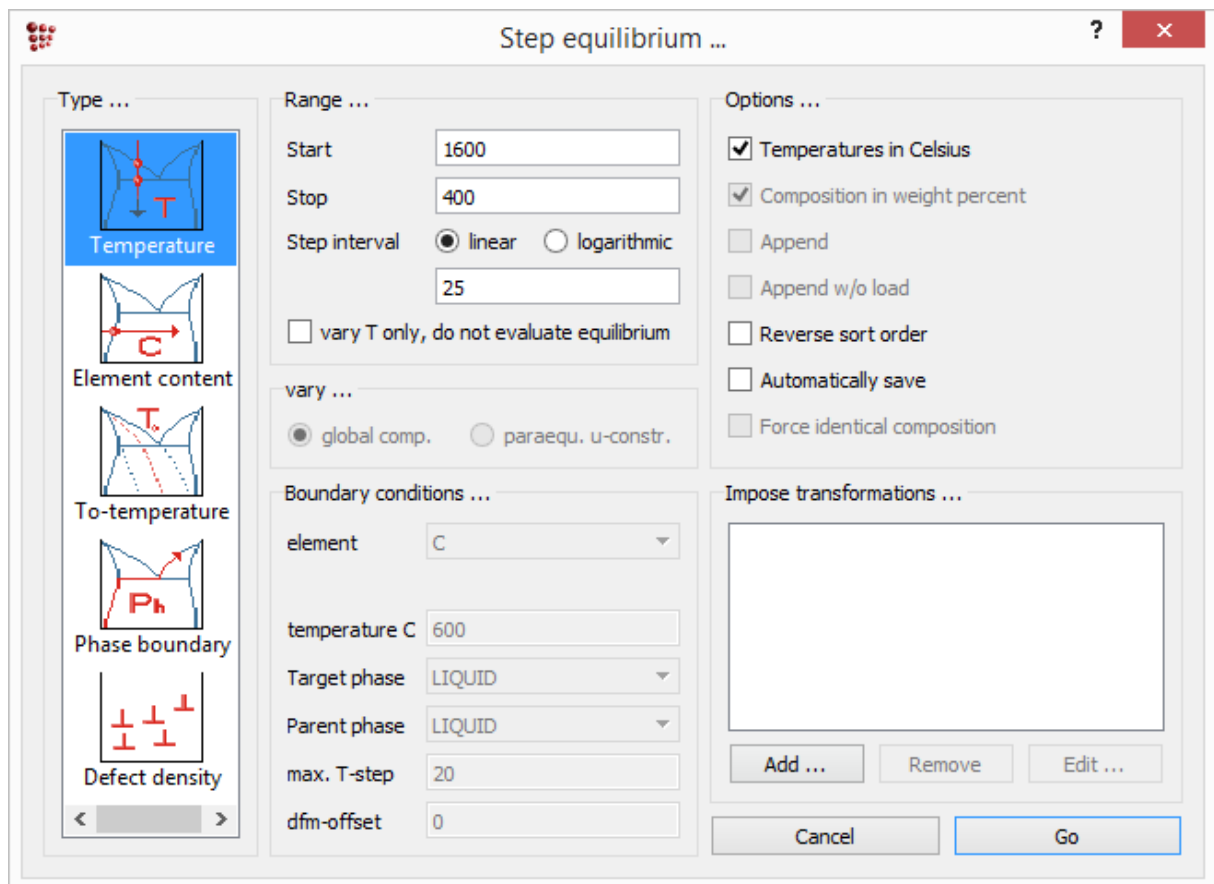 Step equilibrium ...
?
Type ...
T
Temperature
C
Element content
To
To-temperature
Ph
Phase boundary
Defect density
Range ...
Start 1600
Stop 400
Step interval linear logarithmic
25
vary T only, do not evaluate equilibrium
vary ...
global comp. paraequ. u-constr.
Boundary conditions ...
element C
temperature C 600
Target phase LIQUID
Parent phase LIQUID
max. T-step 20
dfm-offset 0
Options ...
Temperatures in Celsius
Composition in weight percent
Append
Append w/o load
Reverse sort order
Automatically save
Force identical composition
Impose transformations ...
Add ... Remove Edit ...
Cancel Go